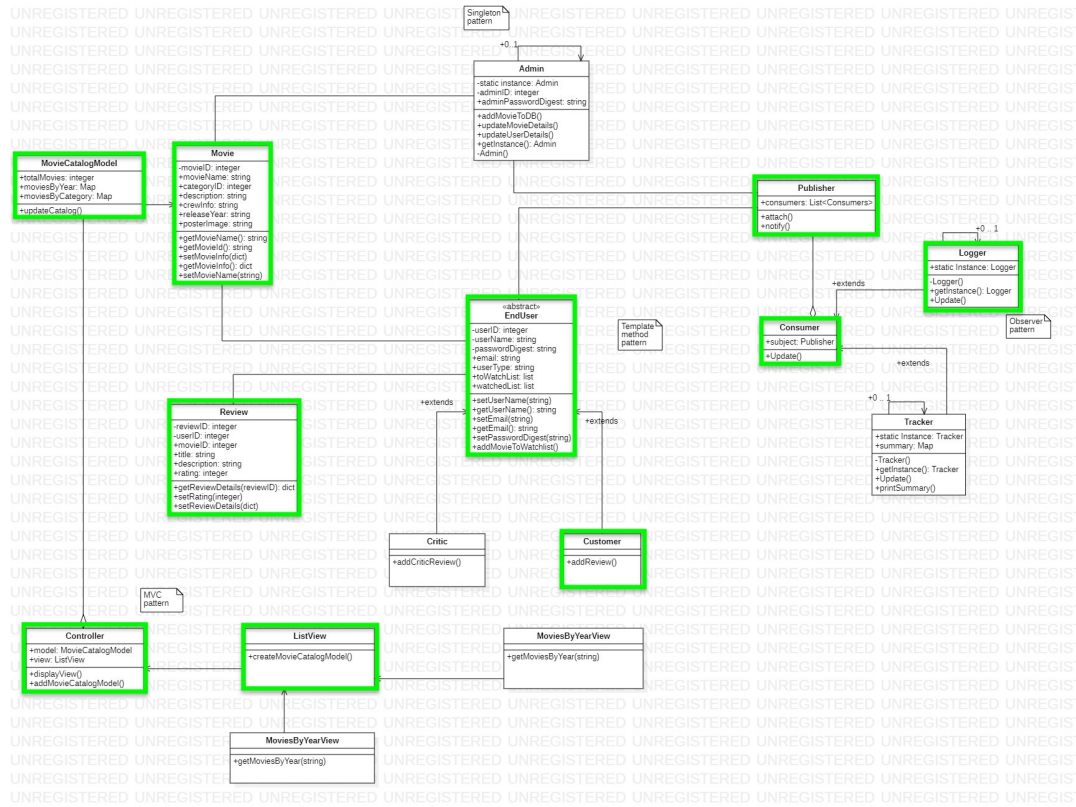 UNREGISTERED
Singleton
pattern
+0..1
Admin
-static instance: Admin
-adminID: integer
+adminPasswordDigest: string
+addMovieToDB()
+updateMovieDetails()
+updateUserDetails()
+getInstance(): Admin
-Admin()
MovieCatalogModel
+totalMovies: integer
+moviesByYear: Map
+moviesByCategory: Map
+updateCatalog()
Movie
-movieID: integer
+movieName: string
+categoryID: integer
+description: string
+crewInfo: string
+releaseYear: string
+posterImage: string
+getMovieName(): string
+getMovieId(): string
+setMovieInfo(dict)
+getMovieInfo(): dict
+setMovieName(string)
Publisher
+consumers: List<Consumers>
+attach()
+notify()
+0 .. 1
Logger
+static Instance: Logger
-Logger()
+getInstance(): Logger
+Update()
+extends
Observer
pattern
Consumer
+subject: Publisher
+Update()
+extends
+0 .. 1
Tracker
+static Instance: Tracker
+summary: Map
-Tracker()
+getInstance(): Tracker
+Update()
+printSummary()
«abstract»
EndUser
-userID: integer
-userName: string
-passwordDigest: string
+email: string
+userType: string
+toWatchList: list
+watchedList: list
+setUserName(string)
+getUserName(): string
+setEmail(string)
+getEmail(): string
+setPasswordDigest(string)
+addMovieToWatchlist()
Template
method
pattern
+extends
+extends
Review
-reviewID: integer
-userID: integer
+movieID: integer
+title: string
+description: string
+rating: integer
+getReviewDetails(reviewID): dict
+setRating(integer)
+setReviewDetails(dict)
Critic
+addCriticReview()
Customer
+addReview()
MVC
pattern
Controller
+model: MovieCatalogModel
+view: ListView
+displayView()
+addMovieCatalogModel()
ListView
+createMovieCatalogModel()
MoviesByYearView
+getMoviesByYear(string)
MoviesByYearView
+getMoviesByYear(string)